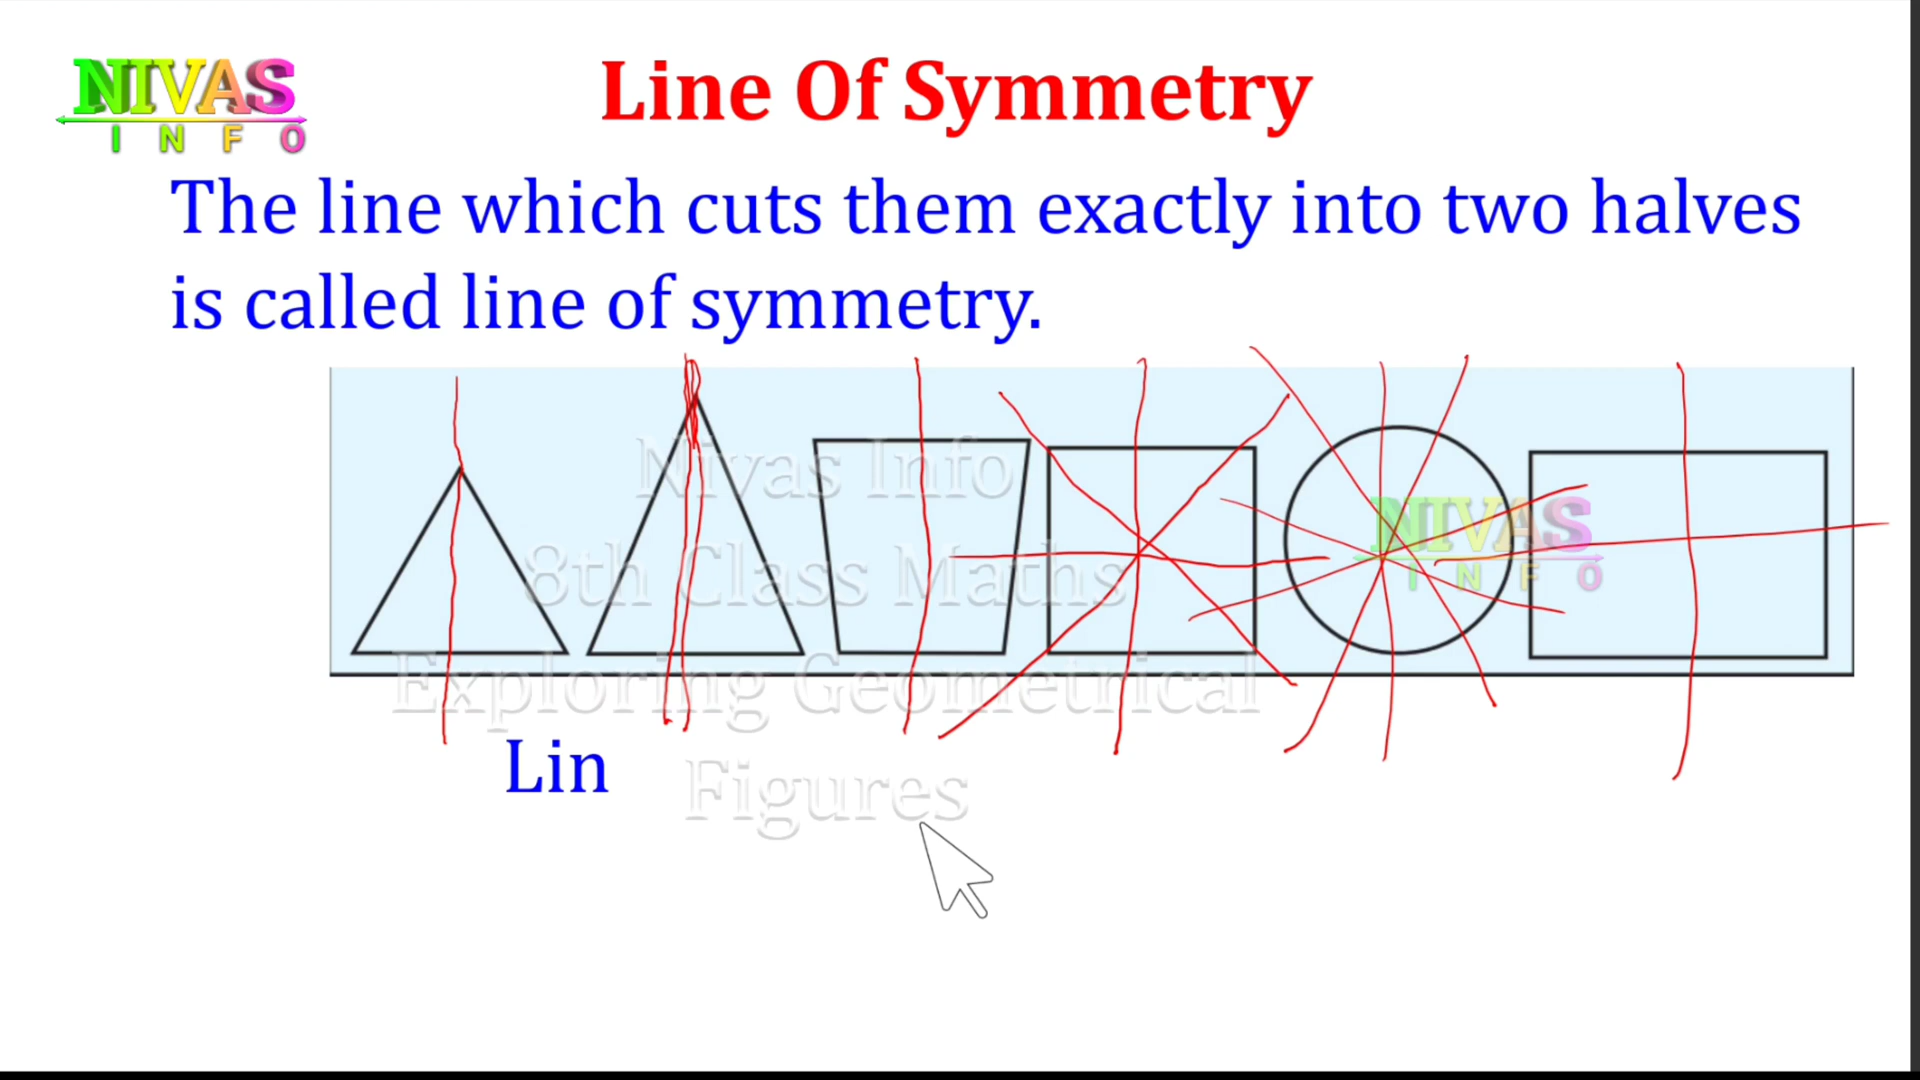 NIVAS
INFO
Line Of Symmetry
The line which cuts them exactly into two halves
is called line of symmetry.
Nivas Info
8th Class Maths
NIVAS
INFO
Exploring Geometrical
Figures
Lin